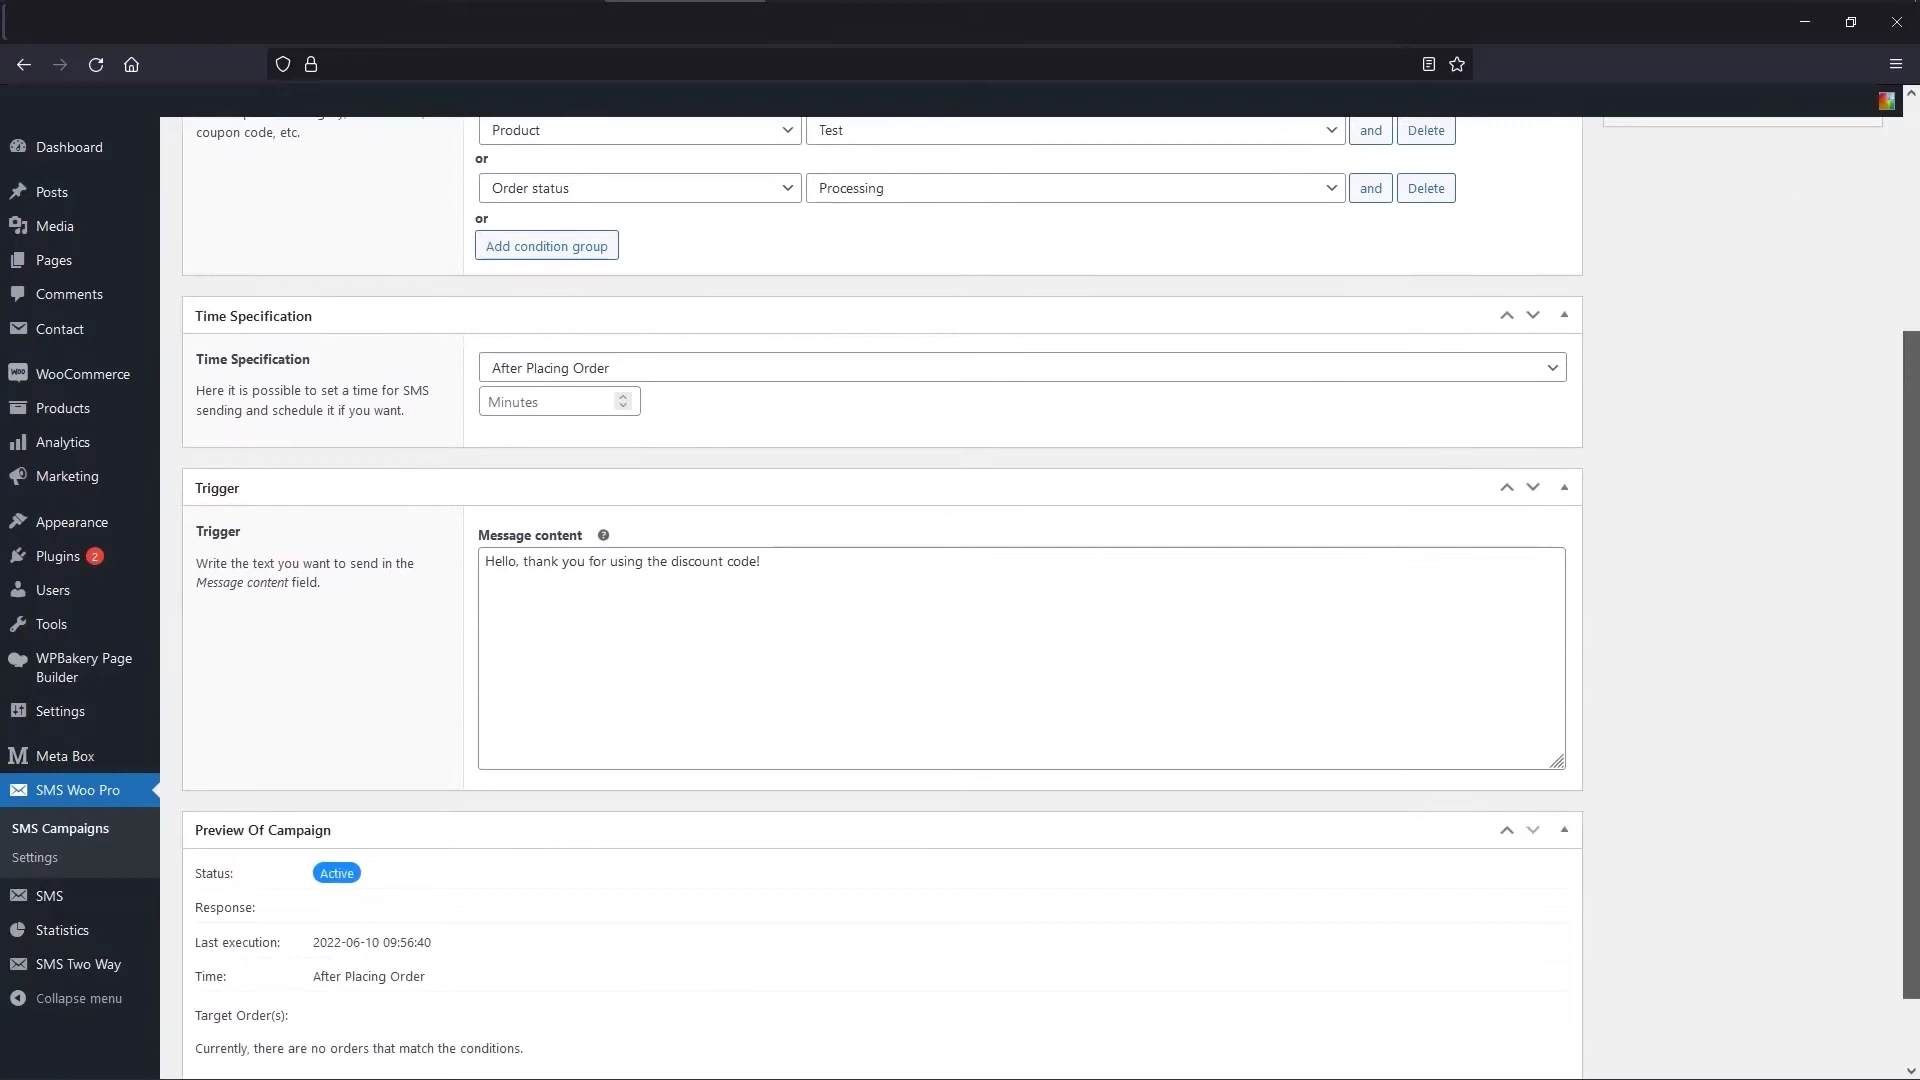 Dashboard
Posts
Media
Pages
Comments
Contact
WooCommerce
Products
Analytics
Marketing
Appearance
Plugins 2
Users
Tools
WPBakery Page
Builder
Settings
Meta Box
SMS Woo Pro
SMS Campaigns
Settings
SMS
Statistics
SMS Two Way
Collapse menu
coupon code, etc.
Product Test and Delete
or
Order status Processing and Delete
or
Add condition group
Time Specification
Time Specification
Here it is possible to set a time for SMS
sending and schedule it if you want.
After Placing Order
Minutes
Trigger
Trigger
Write the text you want to send in the
Message content field.
Message content ?
Hello, thank you for using the discount code!
Preview Of Campaign
Status: Active
Response:
Last execution: 2022-06-10 09:56:40
Time: After Placing Order
Target Order(s):
Currently, there are no orders that match the conditions.